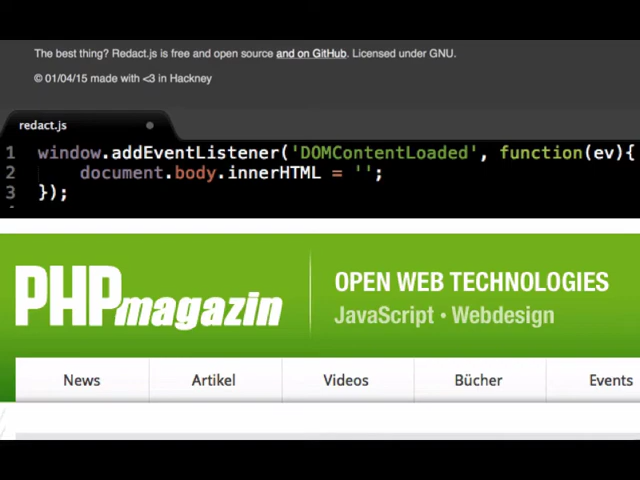 The best thing? Redact.js is free and open source and on GitHub. Licensed under GNU.
© 01/04/15 made with <3 in Hackney
redact.js
1 window.addEventListener('DOMContentLoaded', function(ev){
2 document.body.innerHTML = '';
3 });
PHPmagazin
OPEN WEB TECHNOLOGIES
JavaScript • Webdesign
News Artikel Videos Bücher Events